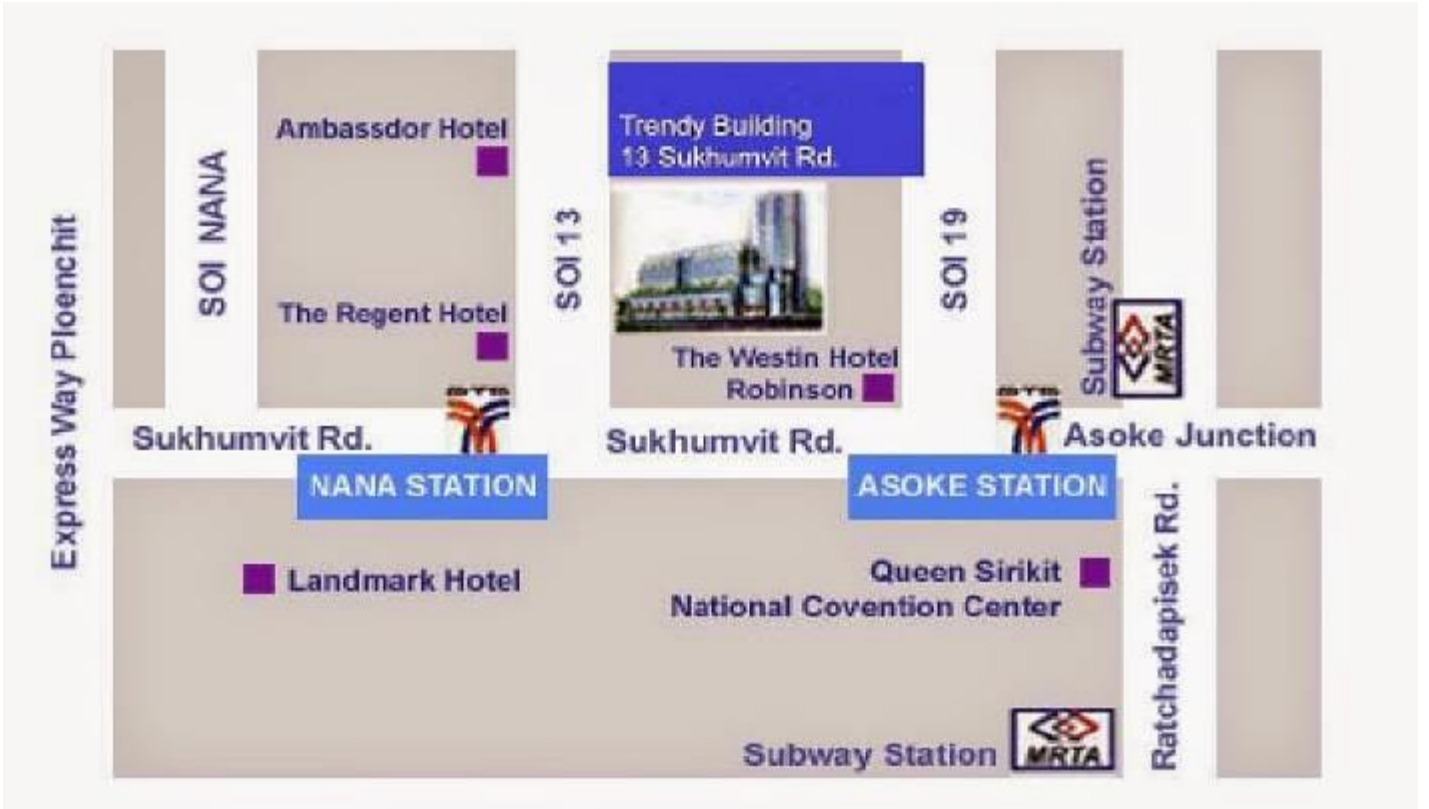 Ambassdor Hotel
Trendy Building
13 Sukhumvit Rd.
Express Way Ploenchit
SOI NANA
SOI 13
SOI 19
Subway Station
MRTA
The Regent Hotel
The Westin Hotel
Robinson
BTS
BTS
Sukhumvit Rd.
Sukhumvit Rd.
Asoke Junction
NANA STATION
ASOKE STATION
Landmark Hotel
Queen Sirikit
National Covention Center
Ratchadapisek Rd.
Subway Station
MRTA